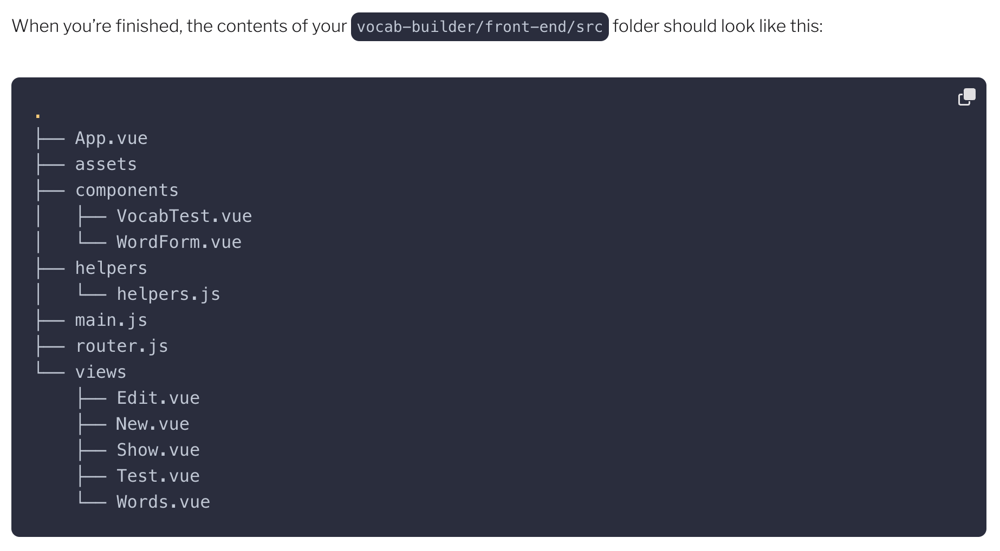 When you’re finished, the contents of your vocab-builder/front-end/src folder should look like this:
.
├── App.vue
├── assets
├── components
│   ├── VocabTest.vue
│   └── WordForm.vue
├── helpers
│   └── helpers.js
├── main.js
├── router.js
└── views
    ├── Edit.vue
    ├── New.vue
    ├── Show.vue
    ├── Test.vue
    └── Words.vue